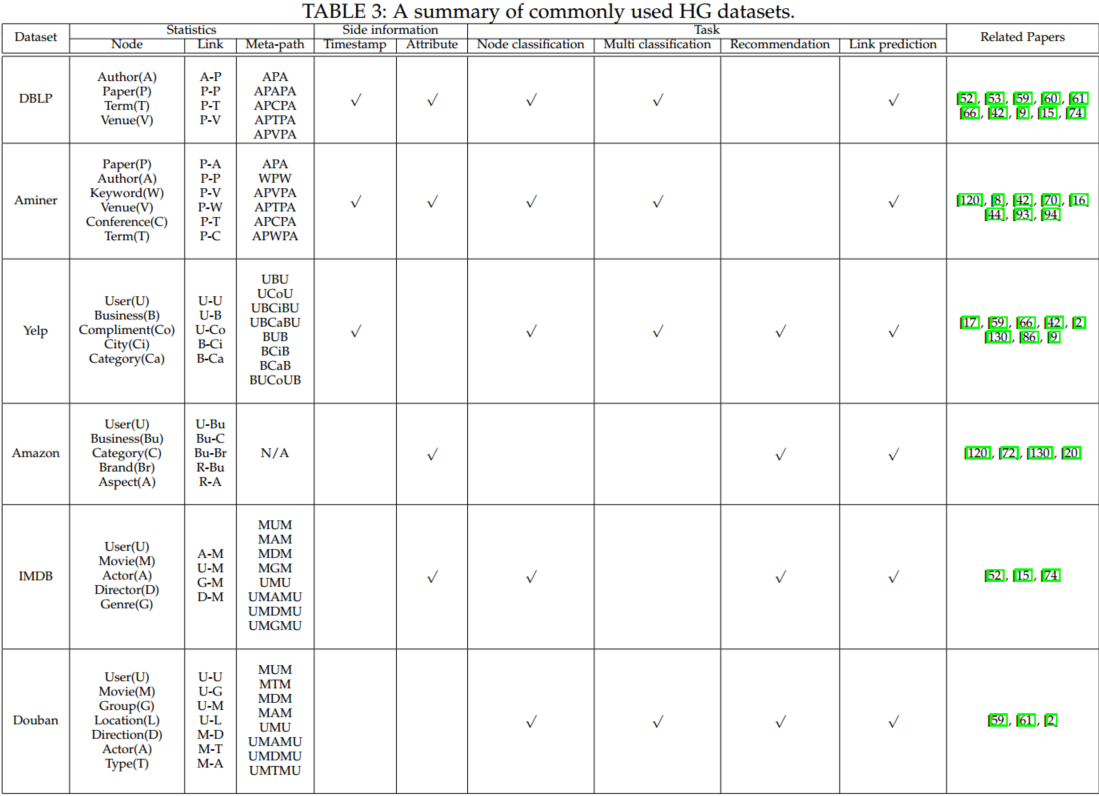 TABLE 3: A summary of commonly used HG datasets.
Dataset Statistics Side information Task Related Papers
Node Link Meta-path Timestamp Attribute Node classification Multi classification Recommendation Link prediction
DBLP
Author(A)
Paper(P)
Term(T)
Venue(V)
A-P
P-P
P-T
P-V
APA
APAPA
APCPA
APTPA
APVPA
√ √ √ √ √
[52], [53], [59], [60], [61]
[66], [42], [9], [15], [74]
Aminer
Paper(P)
Author(A)
Keyword(W)
Venue(V)
Conference(C)
Term(T)
P-A
P-P
P-V
P-W
P-T
P-C
APA
WPW
APVPA
APTPA
APCPA
APWPA
√ √ √ √ √
[120], [8], [42], [70], [16]
[44], [93], [94]
Yelp
User(U)
Business(B)
Compliment(Co)
City(Ci)
Category(Ca)
U-U
U-B
U-Co
B-Ci
B-Ca
UBU
UCoU
UBCiBU
UBCaBU
BUB
BCiB
BCaB
BUCoUB
√ √ √ √ √
[17], [59], [66], [42], [2]
[130], [86], [9]
Amazon
User(U)
Business(Bu)
Category(C)
Brand(Br)
Aspect(A)
U-Bu
Bu-C
Bu-Br
R-Bu
R-A
N/A
√ √ √
[120], [72], [130], [20]
IMDB
User(U)
Movie(M)
Actor(A)
Director(D)
Genre(G)
A-M
U-M
G-M
D-M
MUM
MAM
MDM
MGM
UMU
UMAMU
UMDMU
UMGMU
√ √ √ √
[52], [15], [74]
Douban
User(U)
Movie(M)
Group(G)
Location(L)
Direction(D)
Actor(A)
Type(T)
U-U
U-G
U-M
U-L
M-D
M-T
M-A
MUM
MTM
MDM
MAM
UMU
UMAMU
UMDMU
UMTMU
√ √ √ √
[59], [61], [2]